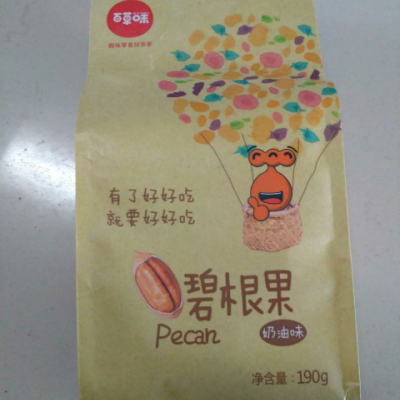 百草味
有了好好吃
就要好好吃
碧根果
Pecan
奶油味
净含量:190g